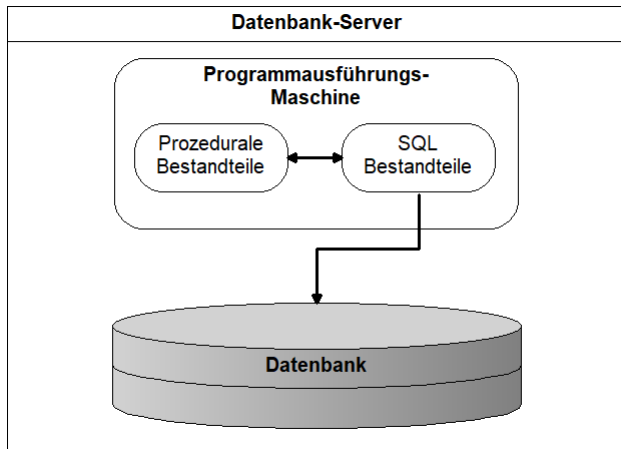 Datenbank-Server
Programmausführungs-
Maschine
Prozedurale
Bestandteile
SQL
Bestandteile
Datenbank